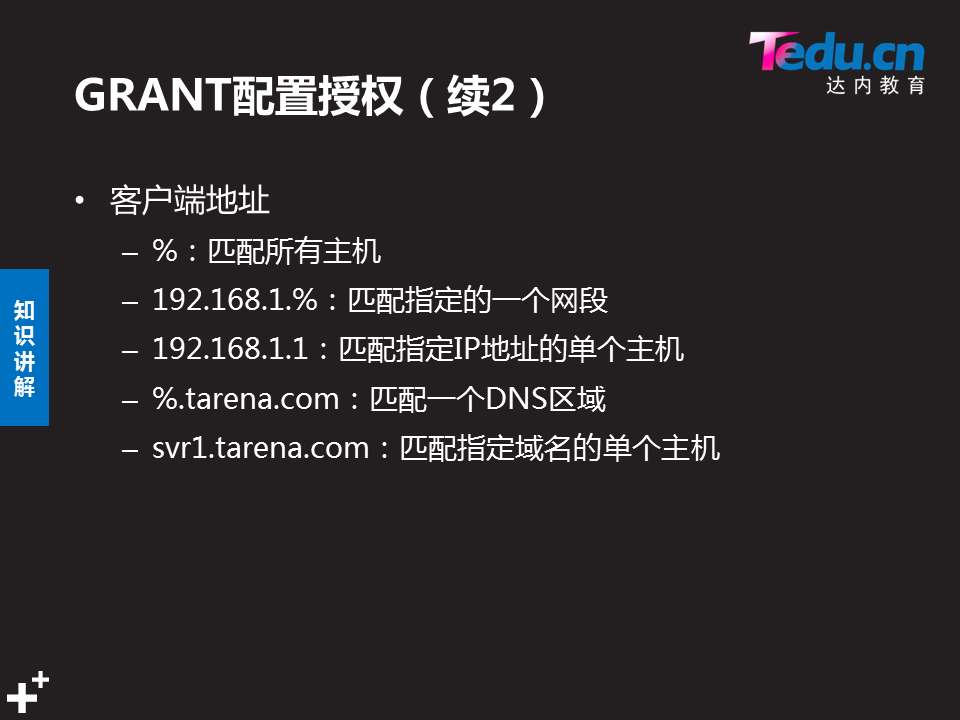 Tedu.cn
达内教育
GRANT配置授权（续2）
• 客户端地址
– %：匹配所有主机
– 192.168.1.%：匹配指定的一个网段
– 192.168.1.1：匹配指定IP地址的单个主机
– %.tarena.com：匹配一个DNS区域
– svr1.tarena.com：匹配指定域名的单个主机
知识讲解